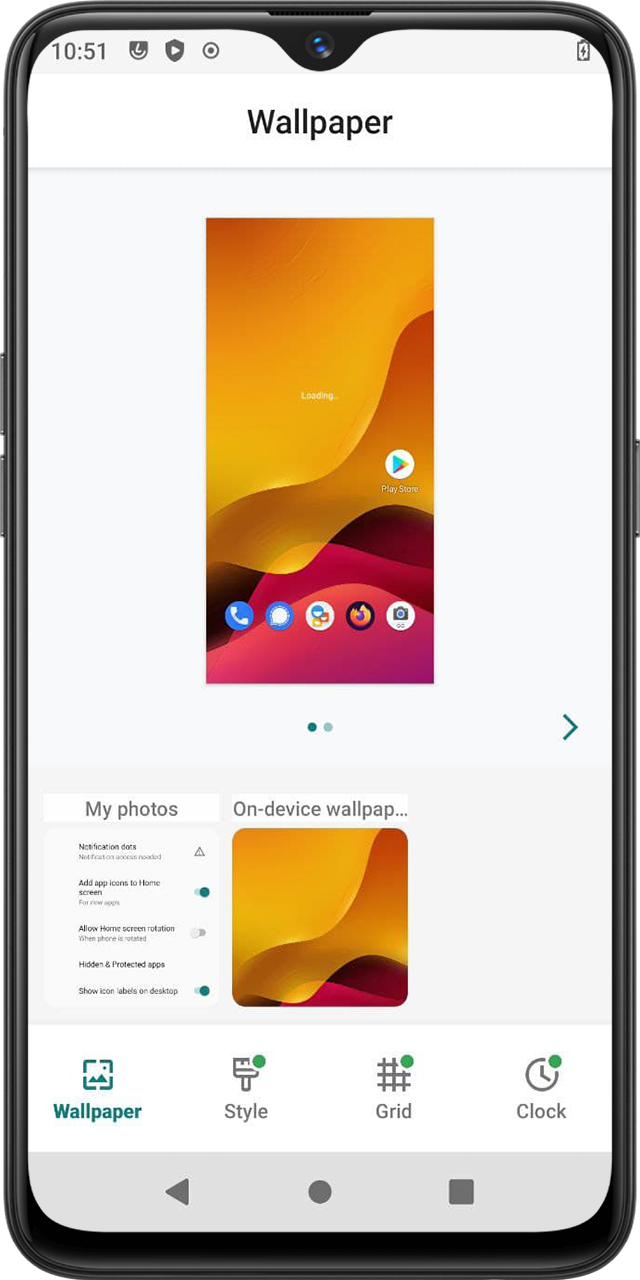 10:51
Wallpaper
Loading..
Play Store
My photos
On-device wallpap...
Notification dots
Notification access needed
Add app icons to Home
screen
For new apps
Allow Home screen rotation
When phone is rotated
Hidden & Protected apps
Show icon labels on desktop
Wallpaper
Style
Grid
Clock